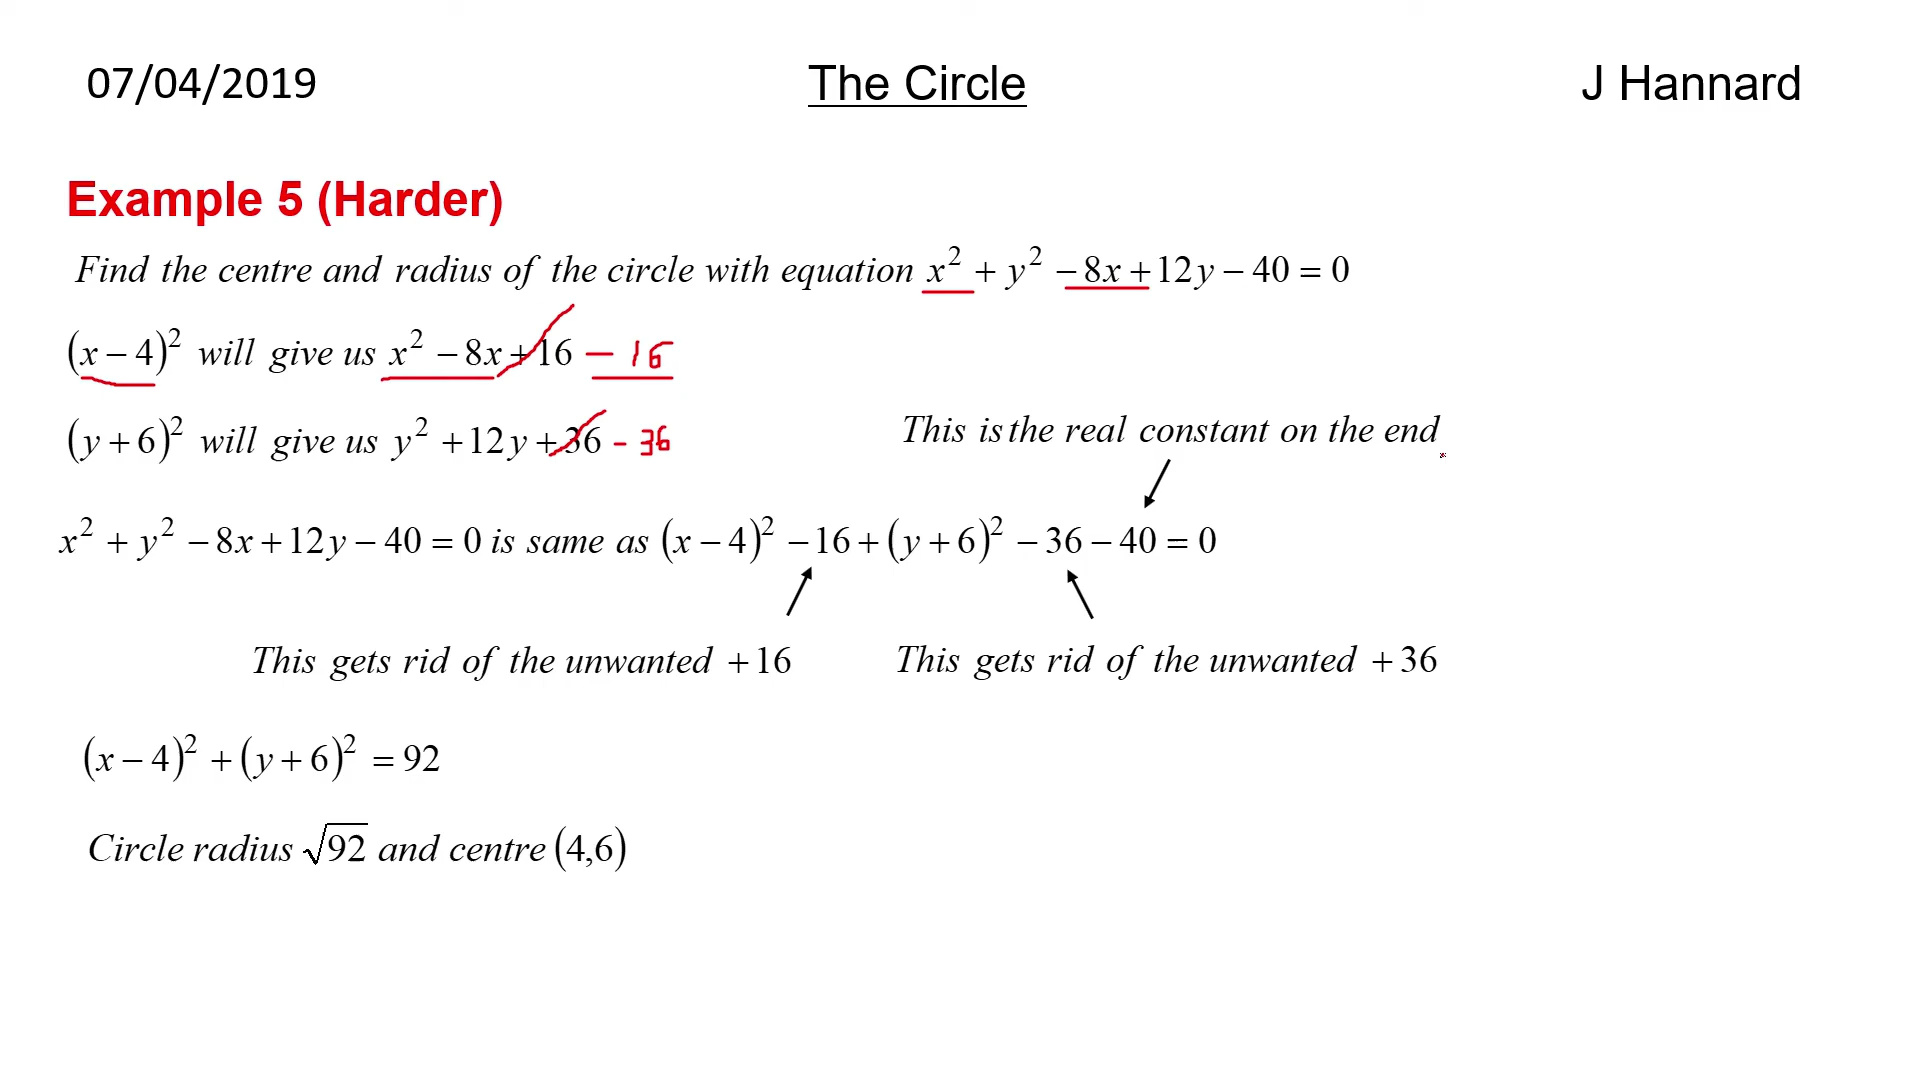 07/04/2019 The Circle J Hannard
Example 5 (Harder)
Find the centre and radius of the circle with equation x² + y² − 8x + 12y − 40 = 0
(x − 4)² will give us x² − 8x + 16 − 16
(y + 6)² will give us y² + 12y + 36 - 36
This is the real constant on the end
x² + y² − 8x + 12y − 40 = 0 is same as (x − 4)² − 16 + (y + 6)² − 36 − 40 = 0
This gets rid of the unwanted + 16
This gets rid of the unwanted + 36
(x − 4)² + (y + 6)² = 92
Circle radius √92 and centre (4,6)